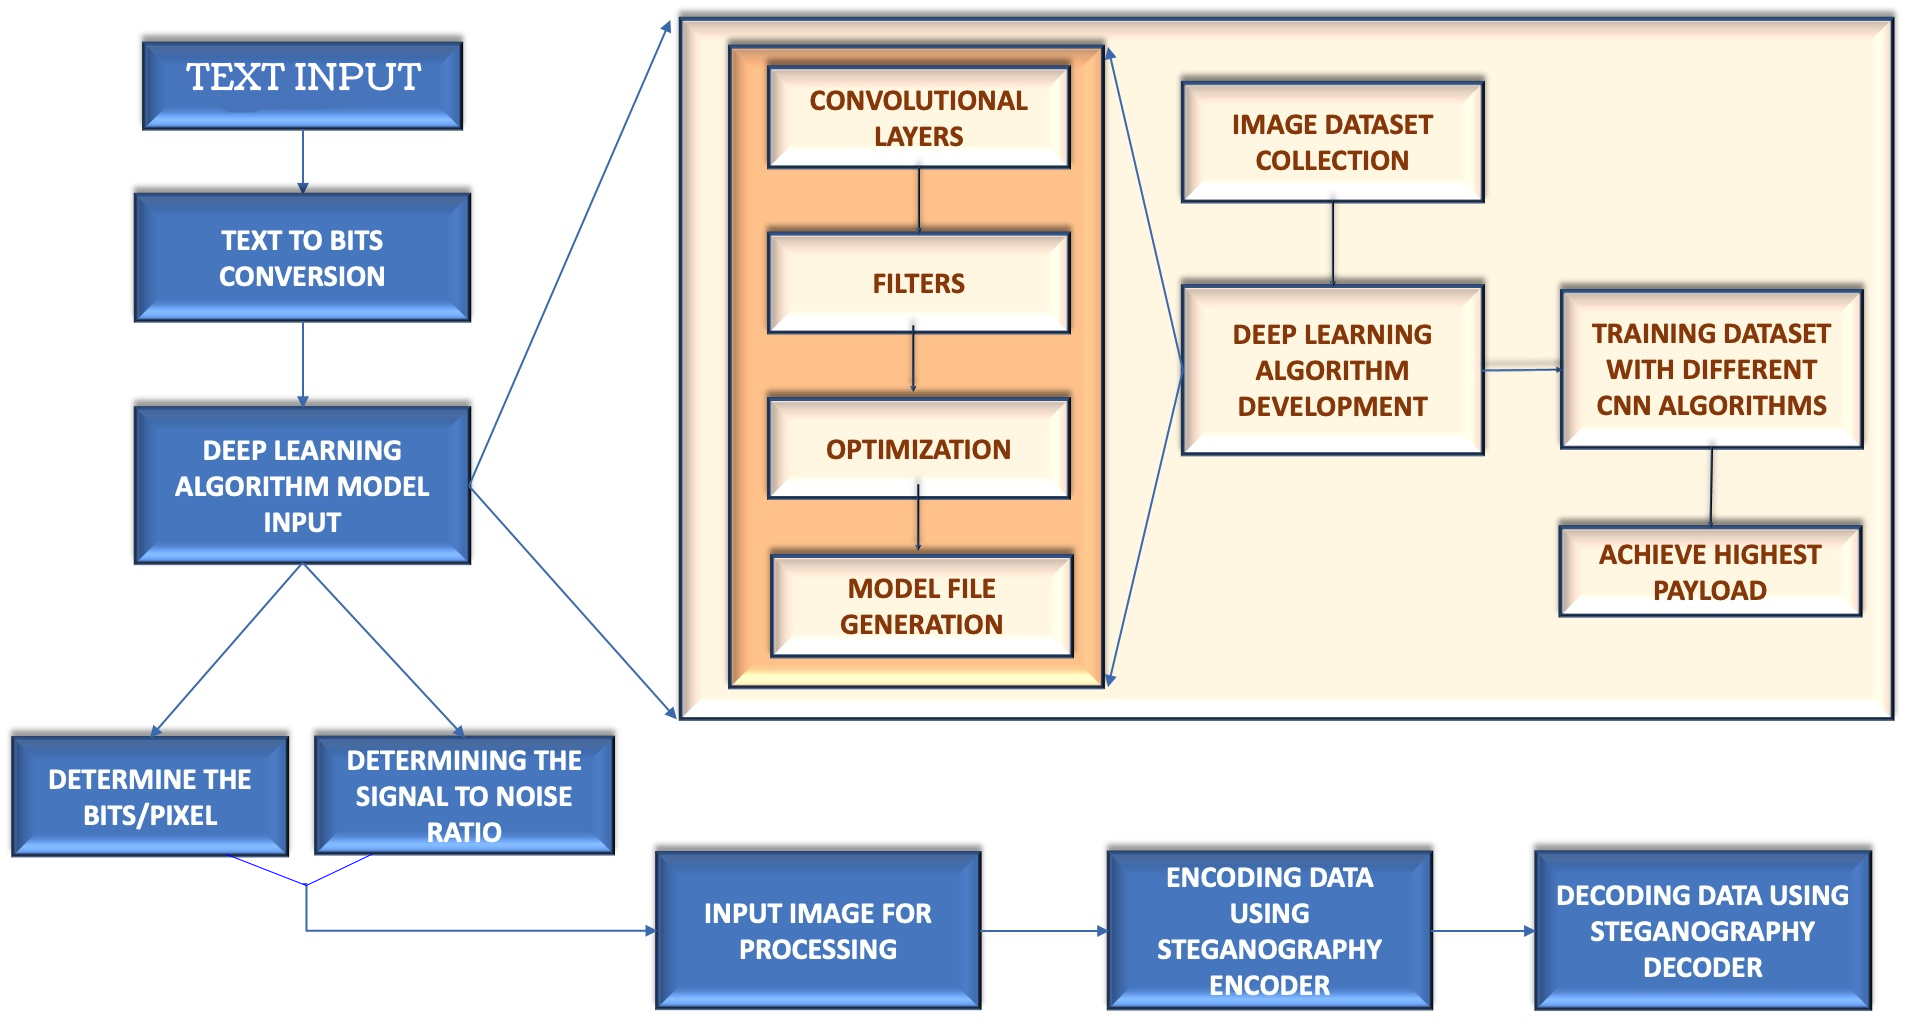 TEXT INPUT
TEXT TO BITS
CONVERSION
DEEP LEARNING
ALGORITHM MODEL
INPUT
CONVOLUTIONAL
LAYERS
FILTERS
OPTIMIZATION
MODEL FILE
GENERATION
IMAGE DATASET
COLLECTION
DEEP LEARNING
ALGORITHM
DEVELOPMENT
TRAINING DATASET
WITH DIFFERENT
CNN ALGORITHMS
ACHIEVE HIGHEST
PAYLOAD
DETERMINE THE
BITS/PIXEL
DETERMINING THE
SIGNAL TO NOISE
RATIO
INPUT IMAGE FOR
PROCESSING
ENCODING DATA
USING
STEGANOGRAPHY
ENCODER
DECODING DATA USING
STEGANOGRAPHY
DECODER